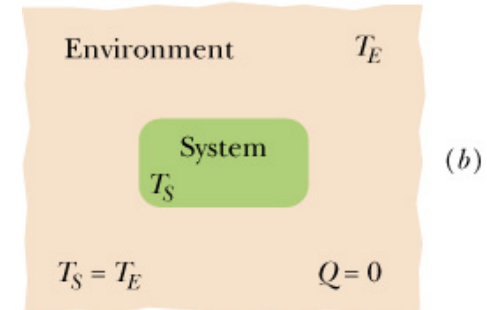 Environment T_E
System
T_S
(b)
T_S = T_E Q = 0